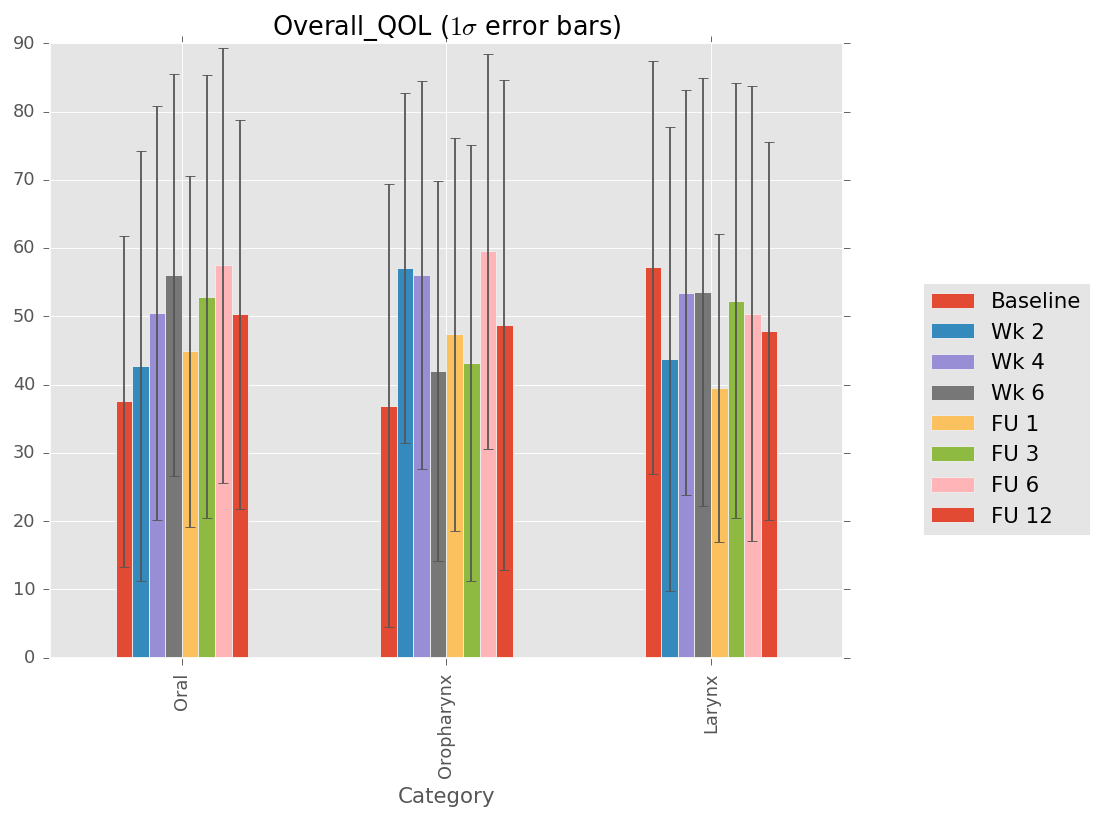 Overall_QOL (1σ error bars)
90
80
70
60
50
40
30
20
10
0
Oral
Oropharynx
Larynx
Category
Baseline
Wk 2
Wk 4
Wk 6
FU 1
FU 3
FU 6
FU 12